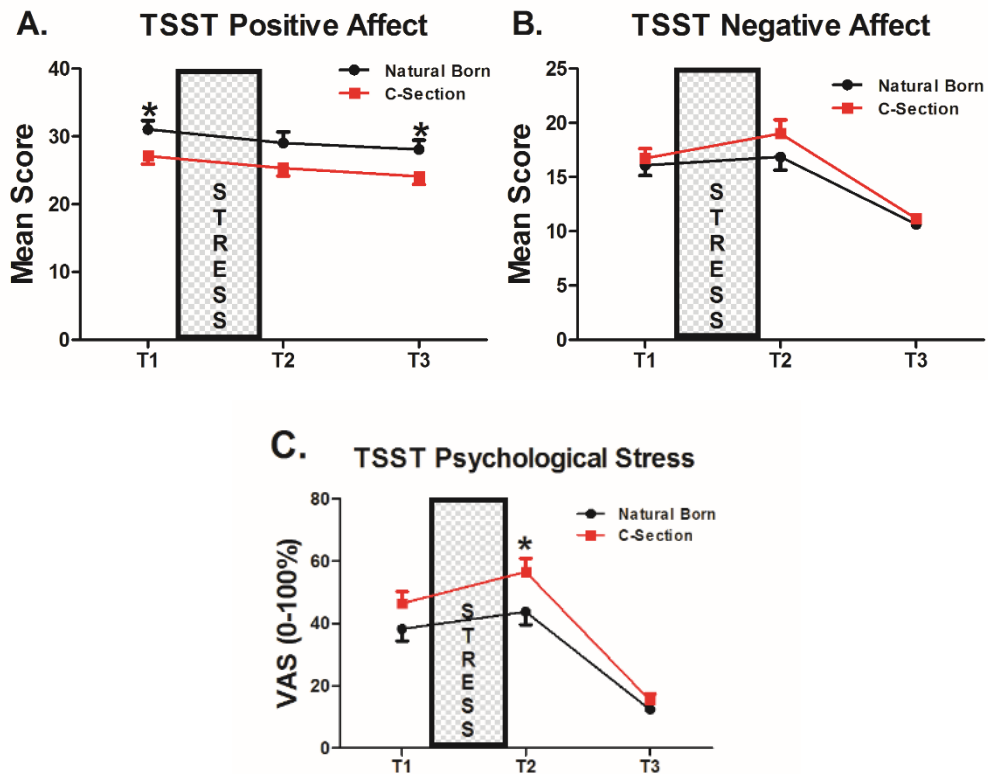 A. TSST Positive Affect
Mean Score
40
30
20
10
0
Natural Born
C-Section
*
*
S
T
R
E
S
S
T1 T2 T3
B. TSST Negative Affect
Mean Score
25
20
15
10
5
0
Natural Born
C-Section
S
T
R
E
S
S
T1 T2 T3
C. TSST Psychological Stress
VAS (0-100%)
80
60
40
20
0
Natural Born
C-Section
*
S
T
R
E
S
S
T1 T2 T3